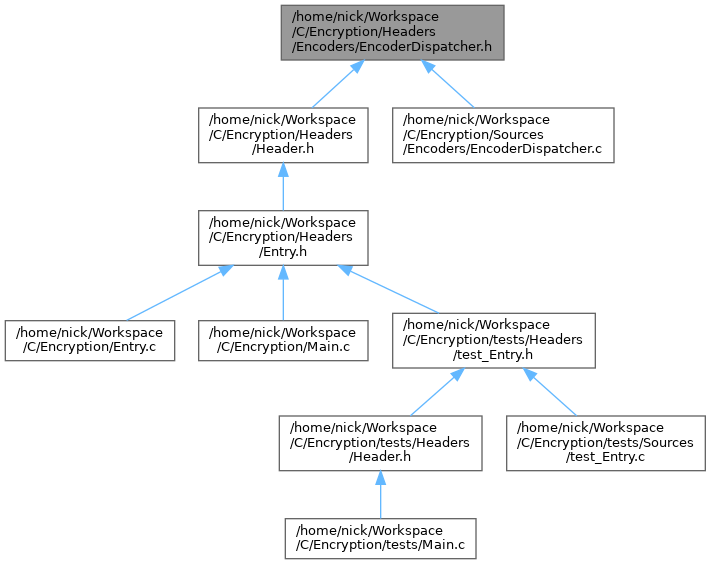 /home/nick/Workspace
/C/Encryption/Headers
/Encoders/EncoderDispatcher.h
/home/nick/Workspace
/C/Encryption/Headers
/Header.h
/home/nick/Workspace
/C/Encryption/Sources
/Encoders/EncoderDispatcher.c
/home/nick/Workspace
/C/Encryption/Headers
/Entry.h
/home/nick/Workspace
/C/Encryption/Entry.c
/home/nick/Workspace
/C/Encryption/Main.c
/home/nick/Workspace
/C/Encryption/tests/Headers
/test_Entry.h
/home/nick/Workspace
/C/Encryption/tests/Headers
/Header.h
/home/nick/Workspace
/C/Encryption/tests/Sources
/test_Entry.c
/home/nick/Workspace
/C/Encryption/tests/Main.c